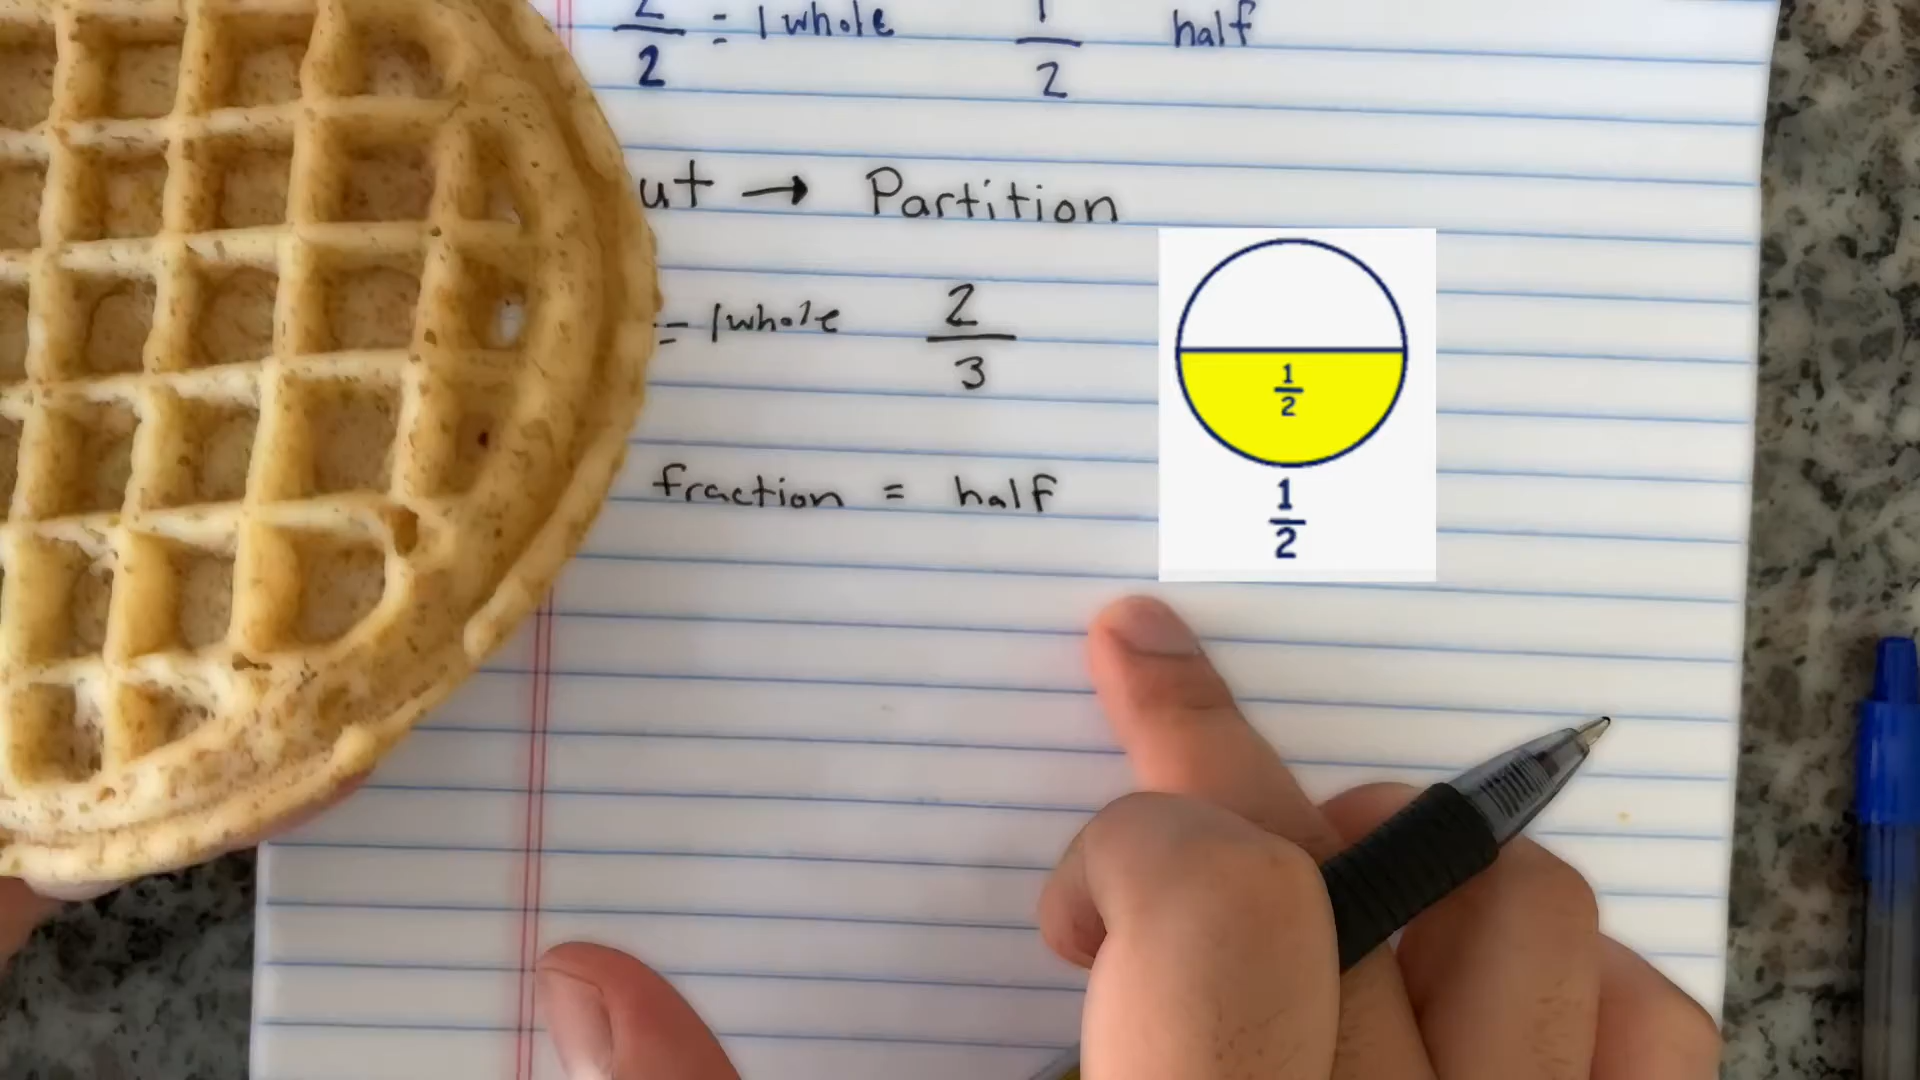 2/2 = 1 whole 1/2 half
ut → Partition
= 1 whole 2/3
fraction = half
1/2
1/2